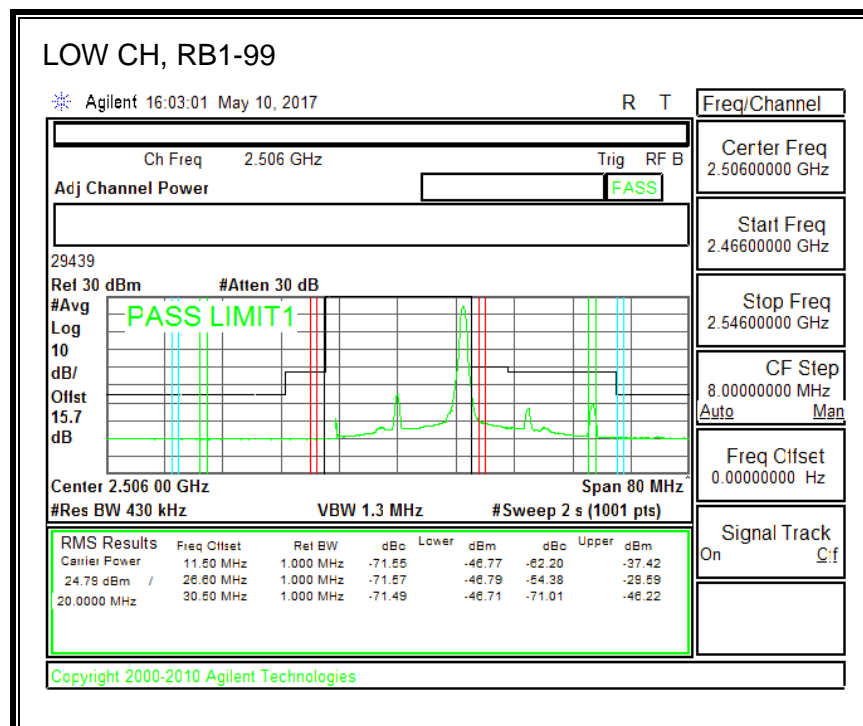 LOW CH, RB1-99
Agilent 16:03:01 May 10, 2017 R T
Freq/Channel
Ch Freq 2.506 GHz Trig RF B
Adj Channel Power PASS
Center Freq
2.50600000 GHz
Start Freq
2.46600000 GHz
Stop Freq
2.54600000 GHz
CF Step
8.00000000 MHz
Auto Man
Freq Offset
0.00000000 Hz
Signal Track
On Off
29439
Ref 30 dBm #Atten 30 dB
#Avg
Log
10
dB/
Offst
15.7
dB
PASS LIMIT1
Center 2.506 00 GHz Span 80 MHz
#Res BW 430 kHz VBW 1.3 MHz #Sweep 2 s (1001 pts)
RMS Results Freq Offset Ref BW dBc Lower dBm dBc Upper dBm
Carrier Power 11.50 MHz 1.000 MHz -71.55 -46.77 -62.20 -37.42
24.79 dBm / 26.60 MHz 1.000 MHz -71.57 -46.79 -54.38 -29.59
20.0000 MHz 30.50 MHz 1.000 MHz -71.49 -46.71 -71.01 -46.22
Copyright 2000-2010 Agilent Technologies